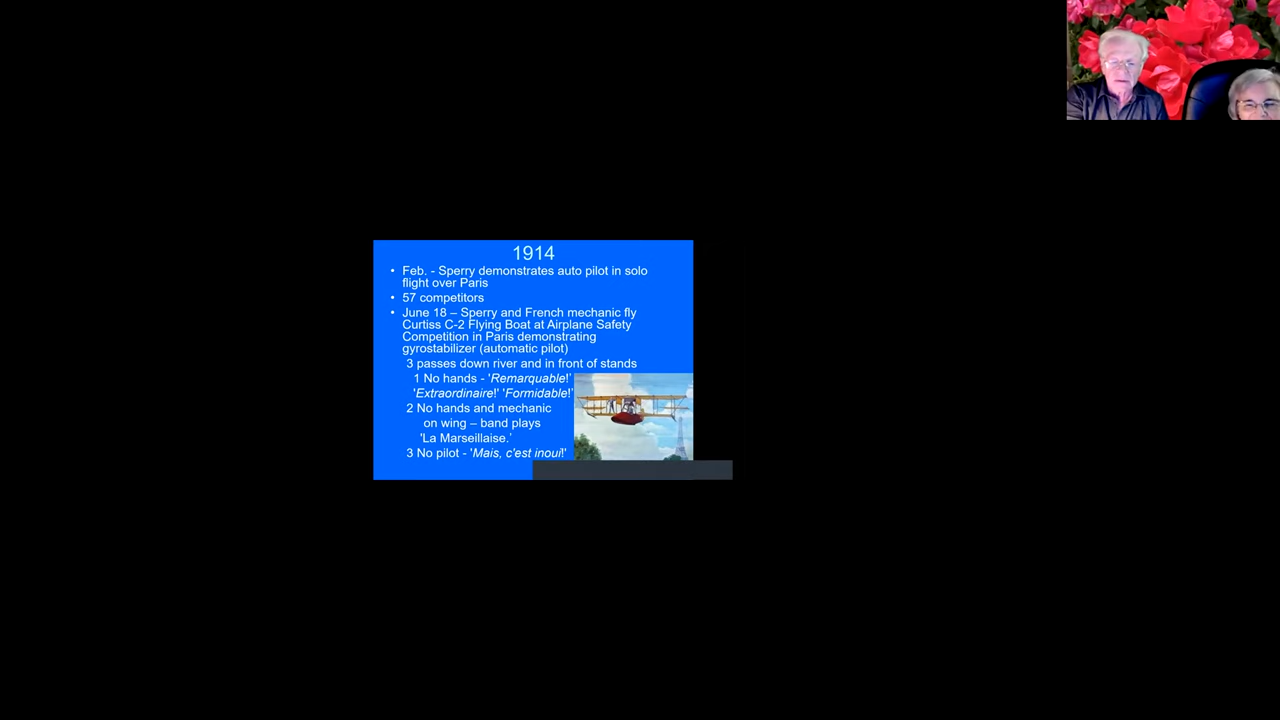 1914
• Feb. - Sperry demonstrates auto pilot in solo
flight over Paris
• 57 competitors
• June 18 – Sperry and French mechanic fly
Curtiss C-2 Flying Boat at Airplane Safety
Competition in Paris demonstrating
gyrostabilizer (automatic pilot)
3 passes down river and in front of stands
1 No hands - 'Remarquable!'
'Extraordinaire!' 'Formidable!'
2 No hands and mechanic
on wing – band plays
'La Marseillaise.'
3 No pilot - 'Mais, c'est inoui!'